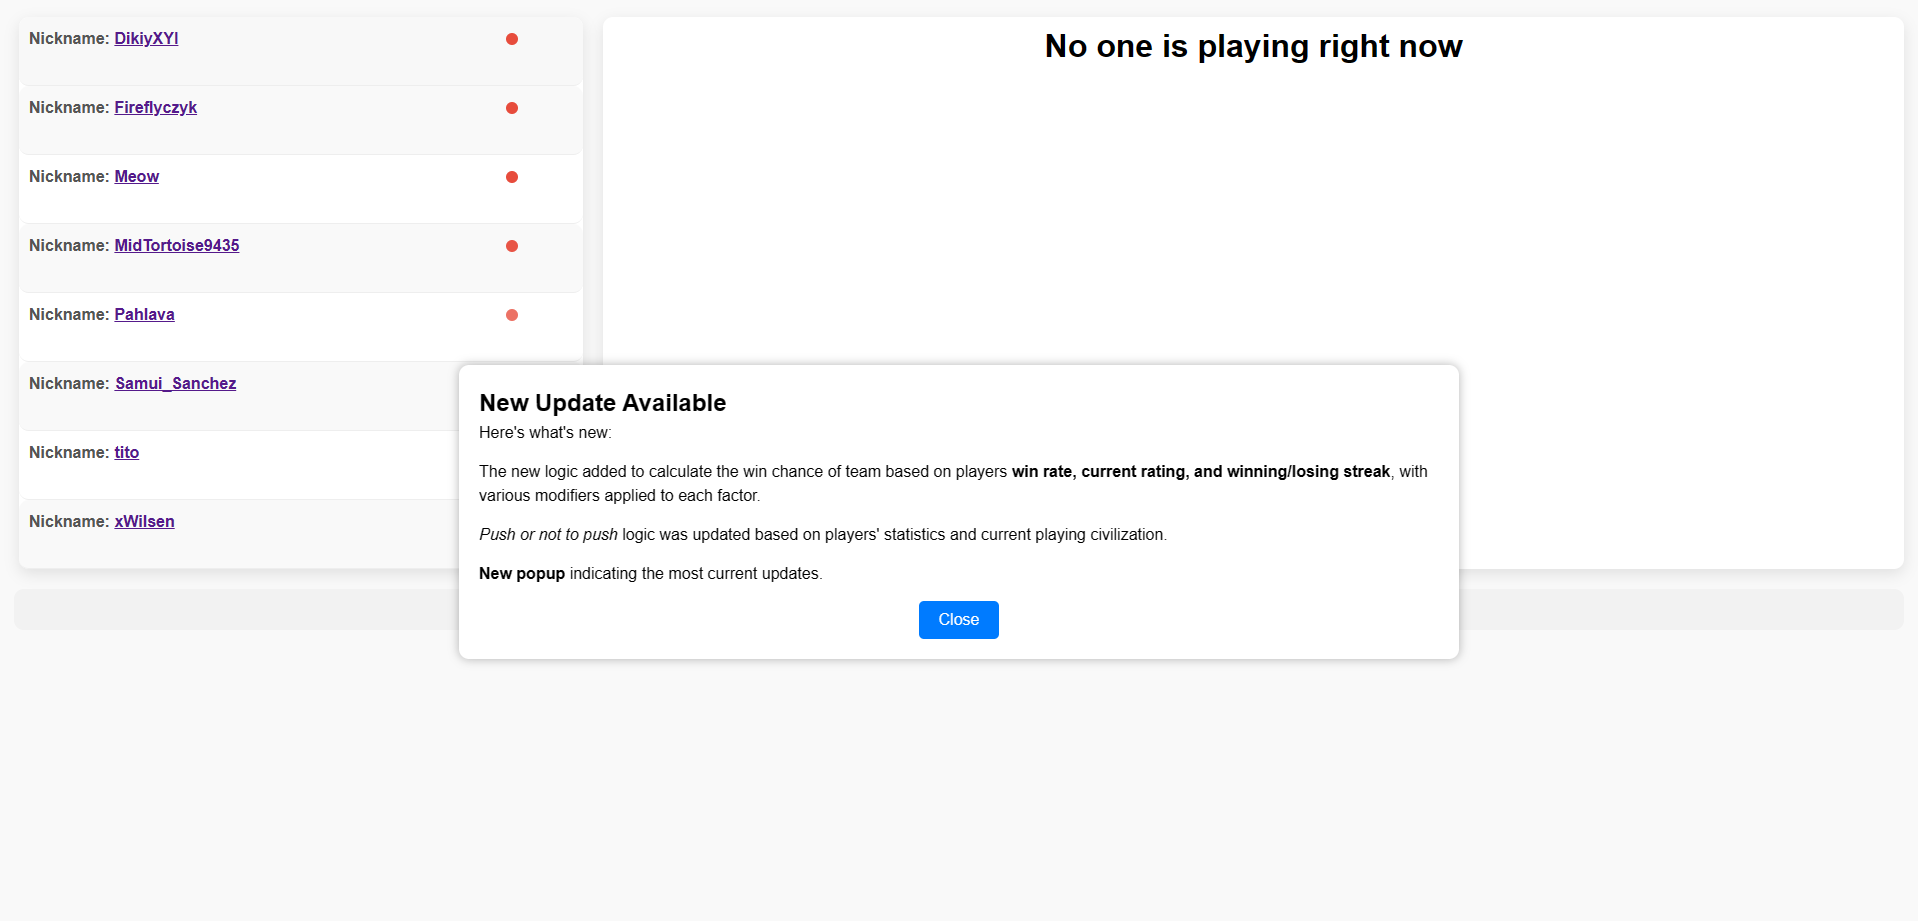 Nickname: DikiyXYI
Nickname: Fireflyczyk
Nickname: Meow
Nickname: MidTortoise9435
Nickname: Pahlava
Nickname: Samui_Sanchez
Nickname: tito
Nickname: xWilsen
No one is playing right now
New Update Available
Here's what's new:
The new logic added to calculate the win chance of team based on players win rate, current rating, and winning/losing streak, with
various modifiers applied to each factor.
Push or not to push logic was updated based on players' statistics and current playing civilization.
New popup indicating the most current updates.
Close